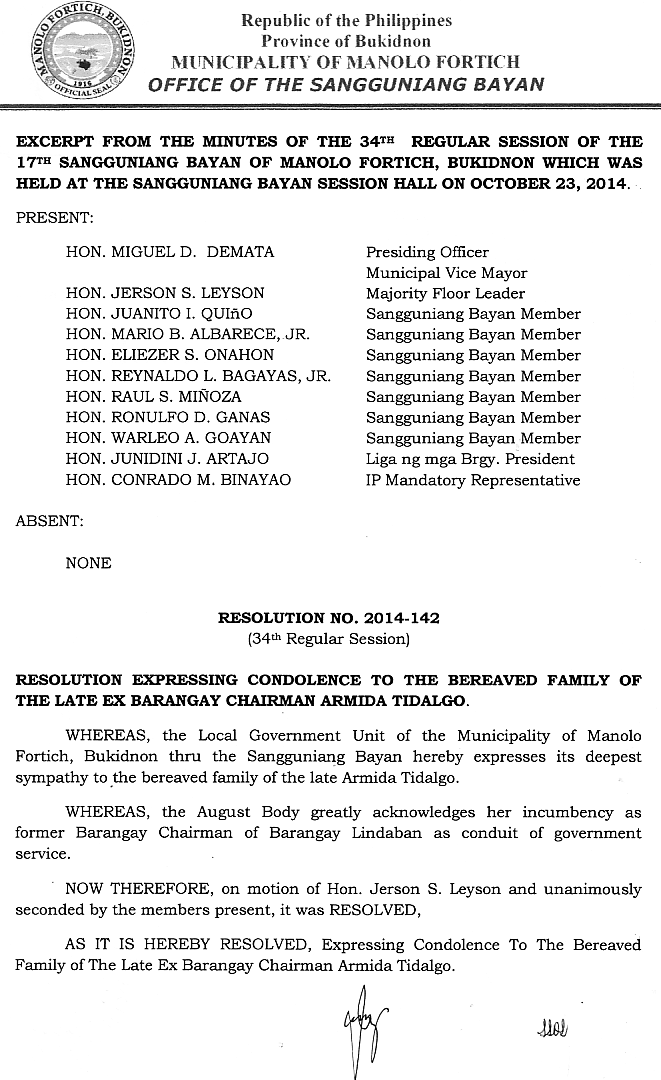 MANOLO FORTICH, BUKIDNON
1916
OFFICIAL SEAL
Republic of the Philippines
Province of Bukidnon
MUNICIPALITY OF MANOLO FORTICH
OFFICE OF THE SANGGUNIANG BAYAN
EXCERPT FROM THE MINUTES OF THE 34TH REGULAR SESSION OF THE
17TH SANGGUNIANG BAYAN OF MANOLO FORTICH, BUKIDNON WHICH WAS
HELD AT THE SANGGUNIANG BAYAN SESSION HALL ON OCTOBER 23, 2014.
PRESENT:
HON. MIGUEL D. DEMATA Presiding Officer
Municipal Vice Mayor
HON. JERSON S. LEYSON Majority Floor Leader
HON. JUANITO I. QUIñO Sangguniang Bayan Member
HON. MARIO B. ALBARECE, JR. Sangguniang Bayan Member
HON. ELIEZER S. ONAHON Sangguniang Bayan Member
HON. REYNALDO L. BAGAYAS, JR. Sangguniang Bayan Member
HON. RAUL S. MIÑOZA Sangguniang Bayan Member
HON. RONULFO D. GANAS Sangguniang Bayan Member
HON. WARLEO A. GOAYAN Sangguniang Bayan Member
HON. JUNIDINI J. ARTAJO Liga ng mga Brgy. President
HON. CONRADO M. BINAYAO IP Mandatory Representative
ABSENT:
NONE
RESOLUTION NO. 2014-142
(34th Regular Session)
RESOLUTION EXPRESSING CONDOLENCE TO THE BEREAVED FAMILY OF
THE LATE EX BARANGAY CHAIRMAN ARMIDA TIDALGO.
WHEREAS, the Local Government Unit of the Municipality of Manolo
Fortich, Bukidnon thru the Sangguniang Bayan hereby expresses its deepest
sympathy to the bereaved family of the late Armida Tidalgo.
WHEREAS, the August Body greatly acknowledges her incumbency as
former Barangay Chairman of Barangay Lindaban as conduit of government
service.
NOW THEREFORE, on motion of Hon. Jerson S. Leyson and unanimously
seconded by the members present, it was RESOLVED,
AS IT IS HEREBY RESOLVED, Expressing Condolence To The Bereaved
Family of The Late Ex Barangay Chairman Armida Tidalgo.